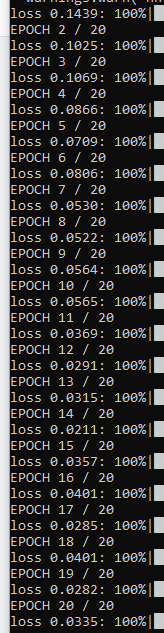 warnings.warn("nn
loss 0.1439: 100%|
EPOCH 2 / 20
loss 0.1025: 100%|
EPOCH 3 / 20
loss 0.1069: 100%|
EPOCH 4 / 20
loss 0.0866: 100%|
EPOCH 5 / 20
loss 0.0709: 100%|
EPOCH 6 / 20
loss 0.0806: 100%|
EPOCH 7 / 20
loss 0.0530: 100%|
EPOCH 8 / 20
loss 0.0522: 100%|
EPOCH 9 / 20
loss 0.0564: 100%|
EPOCH 10 / 20
loss 0.0565: 100%|
EPOCH 11 / 20
loss 0.0369: 100%|
EPOCH 12 / 20
loss 0.0291: 100%|
EPOCH 13 / 20
loss 0.0315: 100%|
EPOCH 14 / 20
loss 0.0211: 100%|
EPOCH 15 / 20
loss 0.0357: 100%|
EPOCH 16 / 20
loss 0.0401: 100%|
EPOCH 17 / 20
loss 0.0285: 100%|
EPOCH 18 / 20
loss 0.0401: 100%|
EPOCH 19 / 20
loss 0.0282: 100%|
EPOCH 20 / 20
loss 0.0335: 100%|